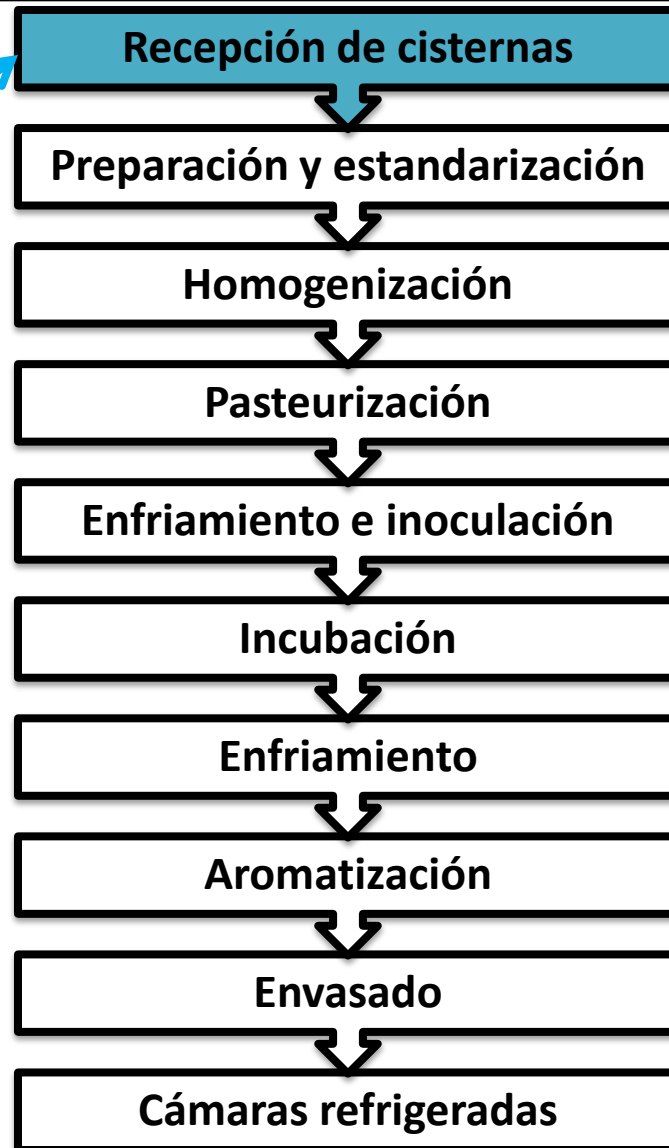 Recepción de cisternas
Preparación y estandarización
Homogenización
Pasteurización
Enfriamiento e inoculación
Incubación
Enfriamiento
Aromatización
Envasado
Cámaras refrigeradas